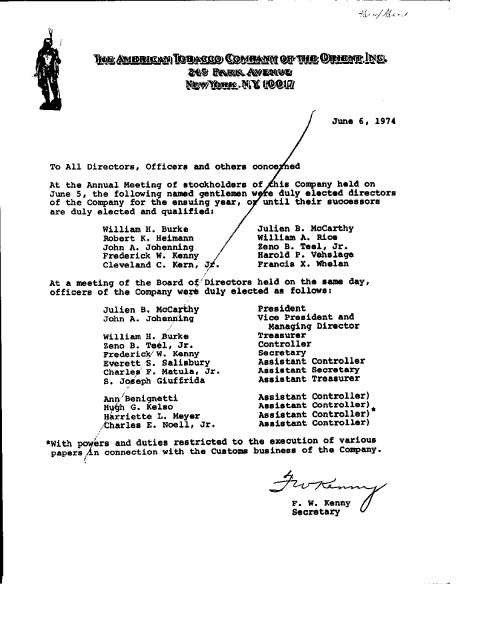 THE AMERICAN TOBACCO COMPANY OF THE ORIENT, INC.
245 PARK AVENUE
NEW YORK, N.Y. 10017
June 6, 1974
To All Directors, Officers and others concerned
At the Annual Meeting of stockholders of this Company held on
June 5, the following named gentlemen were duly elected directors
of the Company for the ensuing year, or until their successors
are duly elected and qualified:
William H. Burke Julien B. McCarthy
Robert K. Heimann William A. Rice
John A. Johenning Zeno B. Teel, Jr.
Frederick W. Kenny Harold P. Vehslage
Cleveland C. Kern, Jr. Francis X. Whelan
At a meeting of the Board of Directors held on the same day,
officers of the Company were duly elected as follows:
Julien B. McCarthy President
John A. Johenning Vice President and
Managing Director
William H. Burke Treasurer
Zeno B. Teel, Jr. Controller
Frederick W. Kenny Secretary
Everett S. Salisbury Assistant Controller
Charles F. Matula, Jr. Assistant Secretary
S. Joseph Giuffrida Assistant Treasurer
Ann Benignetti Assistant Controller)
Hugh G. Kelso Assistant Controller)
Harriette L. Meyer Assistant Controller)*
Charles E. Noell, Jr. Assistant Controller)
*With powers and duties restricted to the execution of various
papers in connection with the Customs business of the Company.
FW Kenny
F. W. Kenny
Secretary